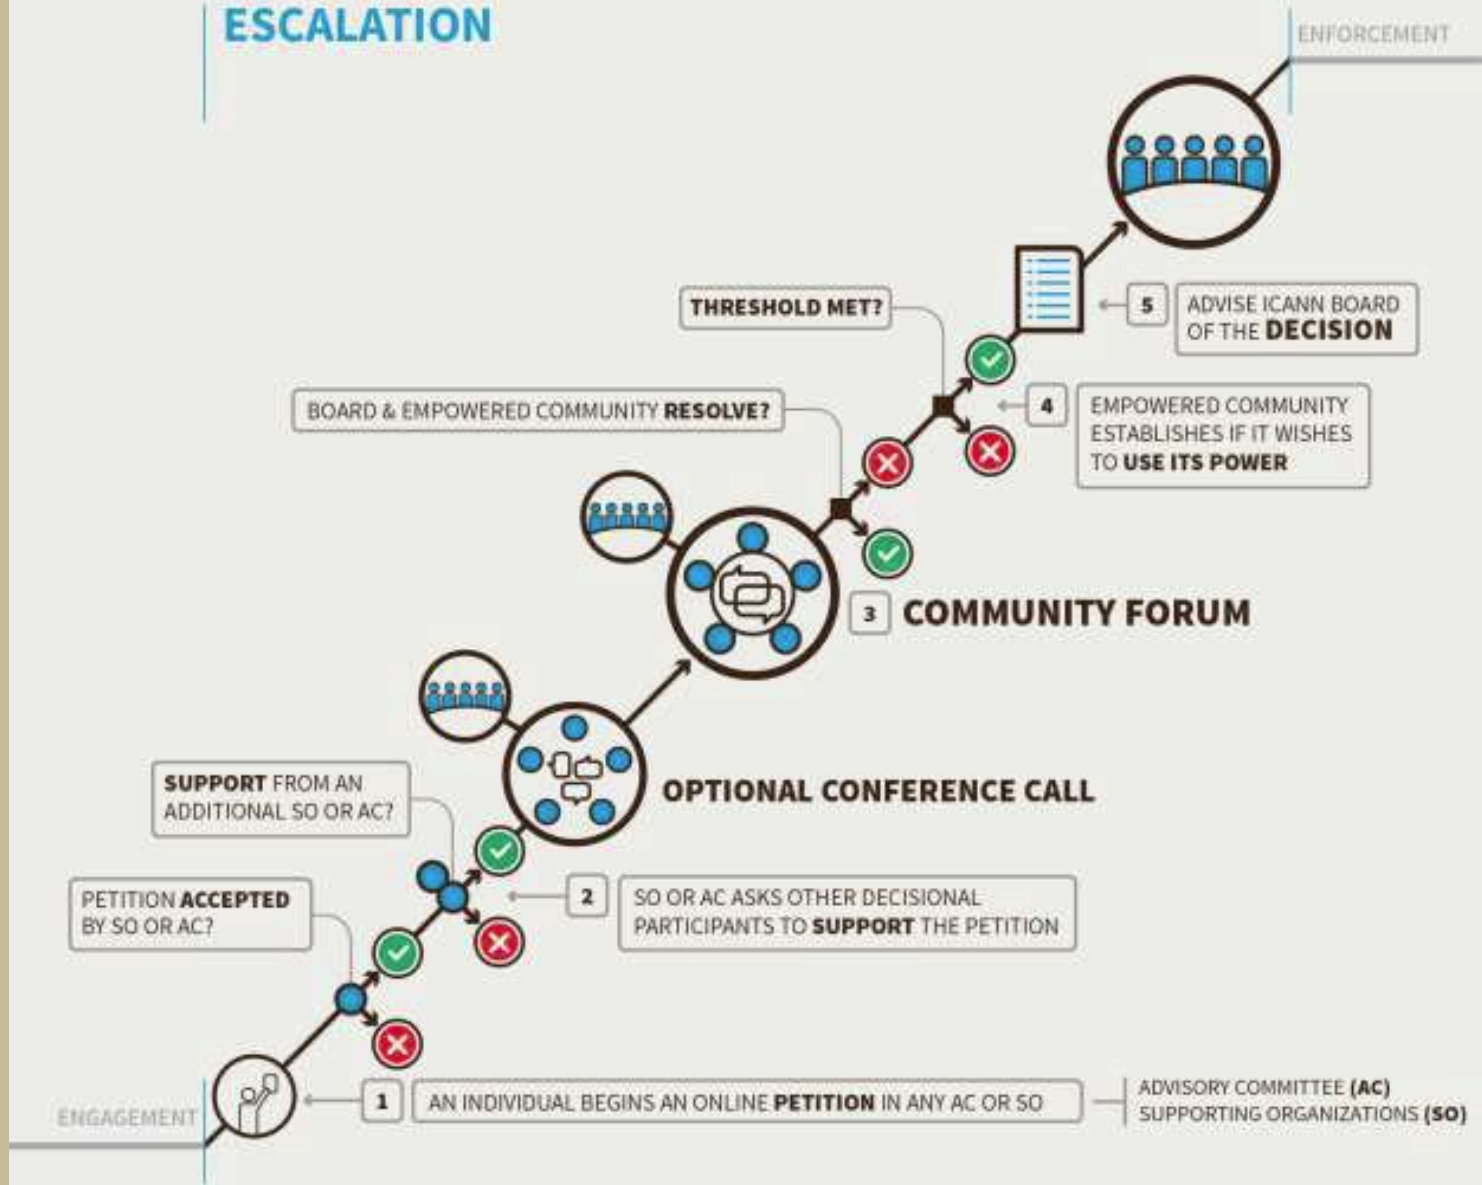 ESCALATION
ENFORCEMENT
THRESHOLD MET?
5
ADVISE ICANN BOARD
OF THE DECISION
BOARD & EMPOWERED COMMUNITY RESOLVE?
4
EMPOWERED COMMUNITY
ESTABLISHES IF IT WISHES
TO USE ITS POWER
3
COMMUNITY FORUM
OPTIONAL CONFERENCE CALL
SUPPORT FROM AN
ADDITIONAL SO OR AC?
2
SO OR AC ASKS OTHER DECISIONAL
PARTICIPANTS TO SUPPORT THE PETITION
PETITION ACCEPTED
BY SO OR AC?
ENGAGEMENT
1
AN INDIVIDUAL BEGINS AN ONLINE PETITION IN ANY AC OR SO
ADVISORY COMMITTEE (AC)
SUPPORTING ORGANIZATIONS (SO)